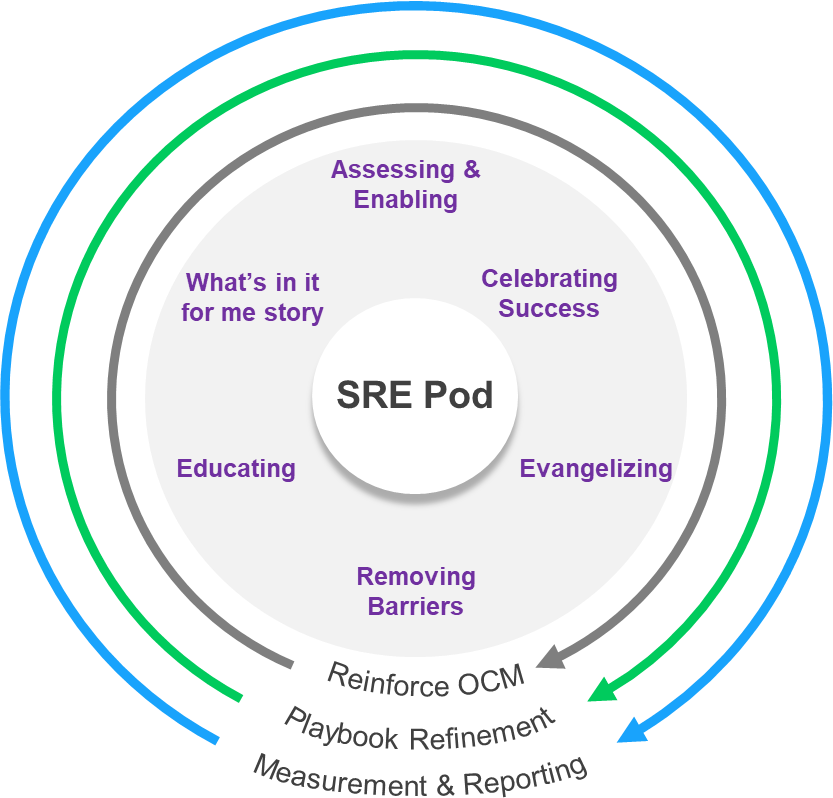 Assessing &
Enabling
What’s in it
for me story
Celebrating
Success
SRE Pod
Educating
Evangelizing
Removing
Barriers
Reinforce OCM
Playbook Refinement
Measurement & Reporting